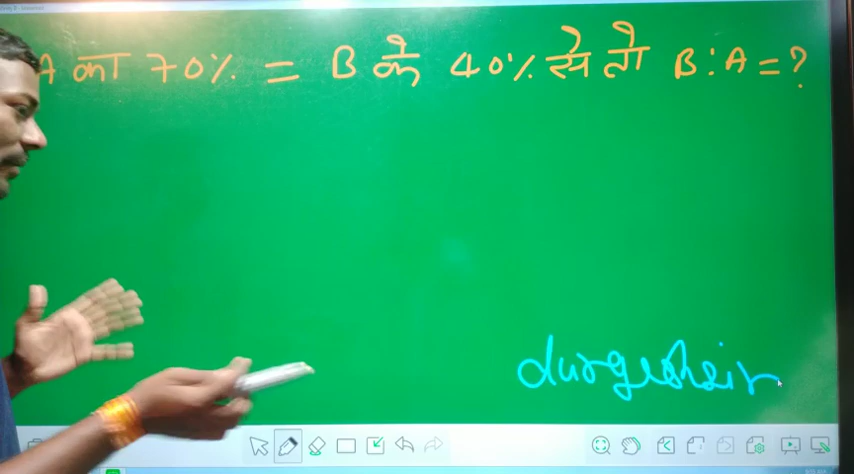 A का 70% = B के 40% से तो B:A = ?
durgeshsir